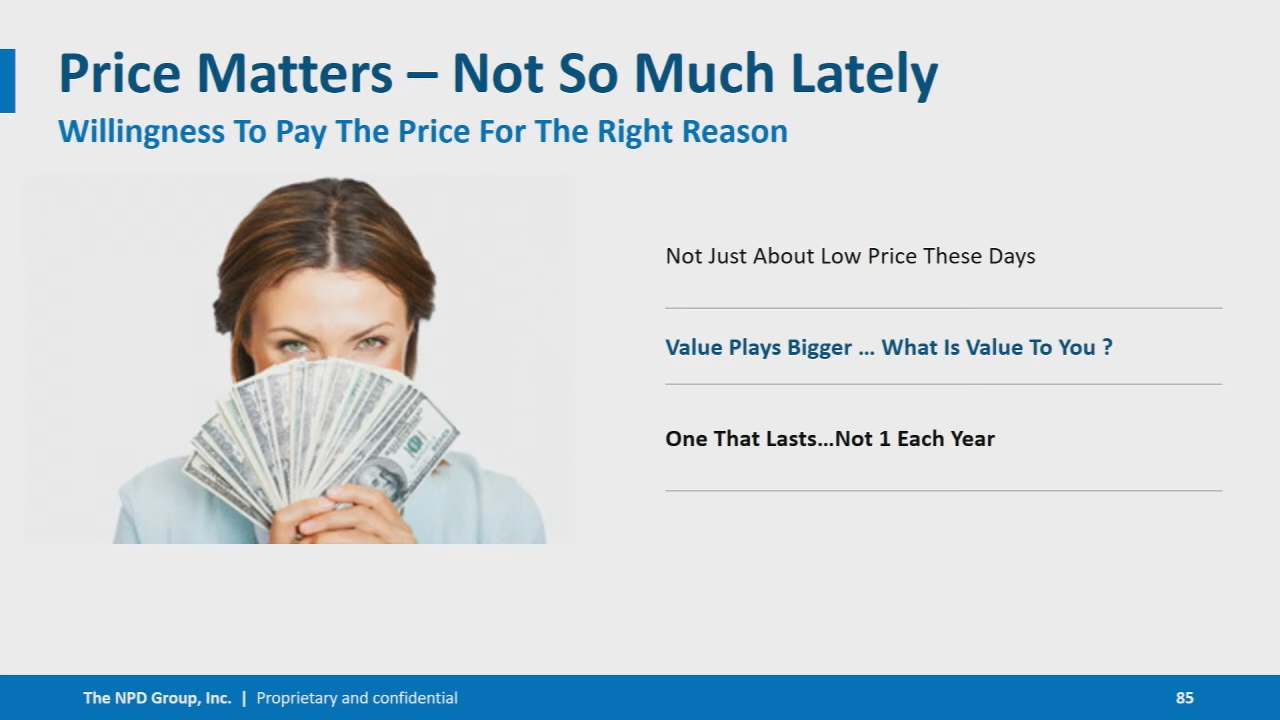 Price Matters – Not So Much Lately
Willingness To Pay The Price For The Right Reason
Not Just About Low Price These Days
Value Plays Bigger ... What Is Value To You ?
One That Lasts...Not 1 Each Year
The NPD Group, Inc. | Proprietary and confidential
85